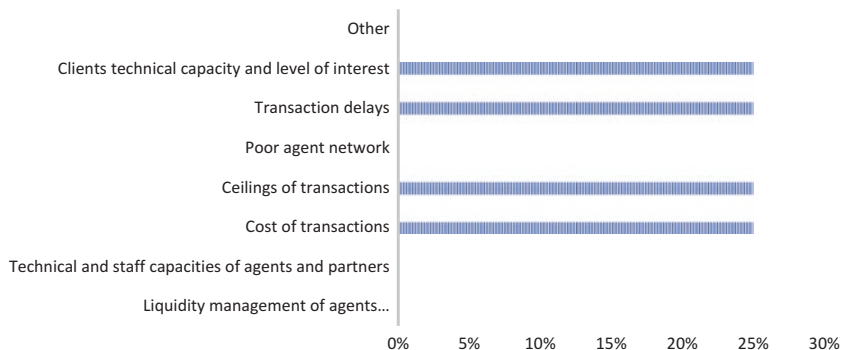 Other
Clients technical capacity and level of interest
Transaction delays
Poor agent network
Ceilings of transactions
Cost of transactions
Technical and staff capacities of agents and partners
Liquidity management of agents…
0% 5% 10% 15% 20% 25% 30%